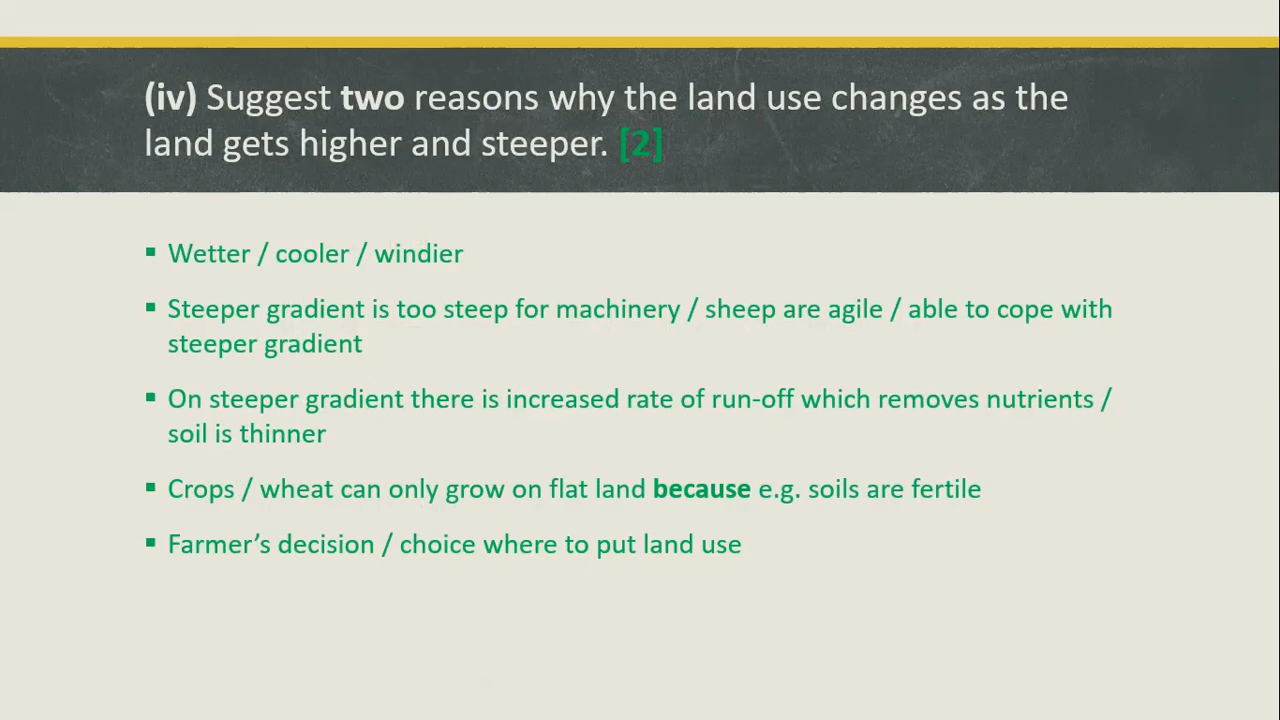 (iv) Suggest two reasons why the land use changes as the
land gets higher and steeper. [2]
▪ Wetter / cooler / windier
▪ Steeper gradient is too steep for machinery / sheep are agile / able to cope with
steeper gradient
▪ On steeper gradient there is increased rate of run-off which removes nutrients /
soil is thinner
▪ Crops / wheat can only grow on flat land because e.g. soils are fertile
▪ Farmer’s decision / choice where to put land use